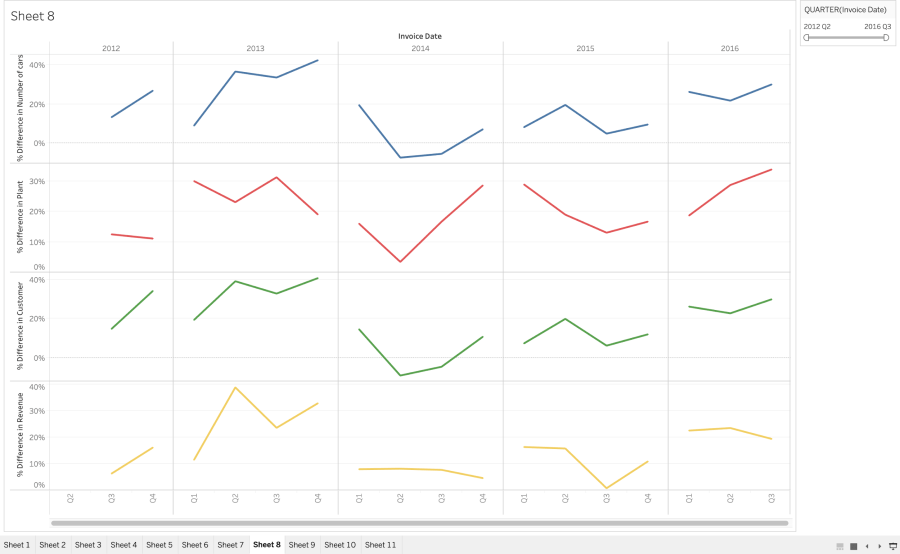 Sheet 8
QUARTER(Invoice Date)
2012 Q2 2016 Q3
Invoice Date
2012 2013 2014 2015 2016
% Difference in Number of cars
40%
20%
0%
% Difference in Plant
30%
20%
10%
0%
% Difference in Customer
40%
20%
0%
% Difference in Revenue
40%
30%
20%
10%
0%
Q2 Q3 Q4 Q1 Q2 Q3 Q4 Q1 Q2 Q3 Q4 Q1 Q2 Q3 Q4 Q1 Q2 Q3
Sheet 1 Sheet 2 Sheet 3 Sheet 4 Sheet 5 Sheet 6 Sheet 7 Sheet 8 Sheet 9 Sheet 10 Sheet 11